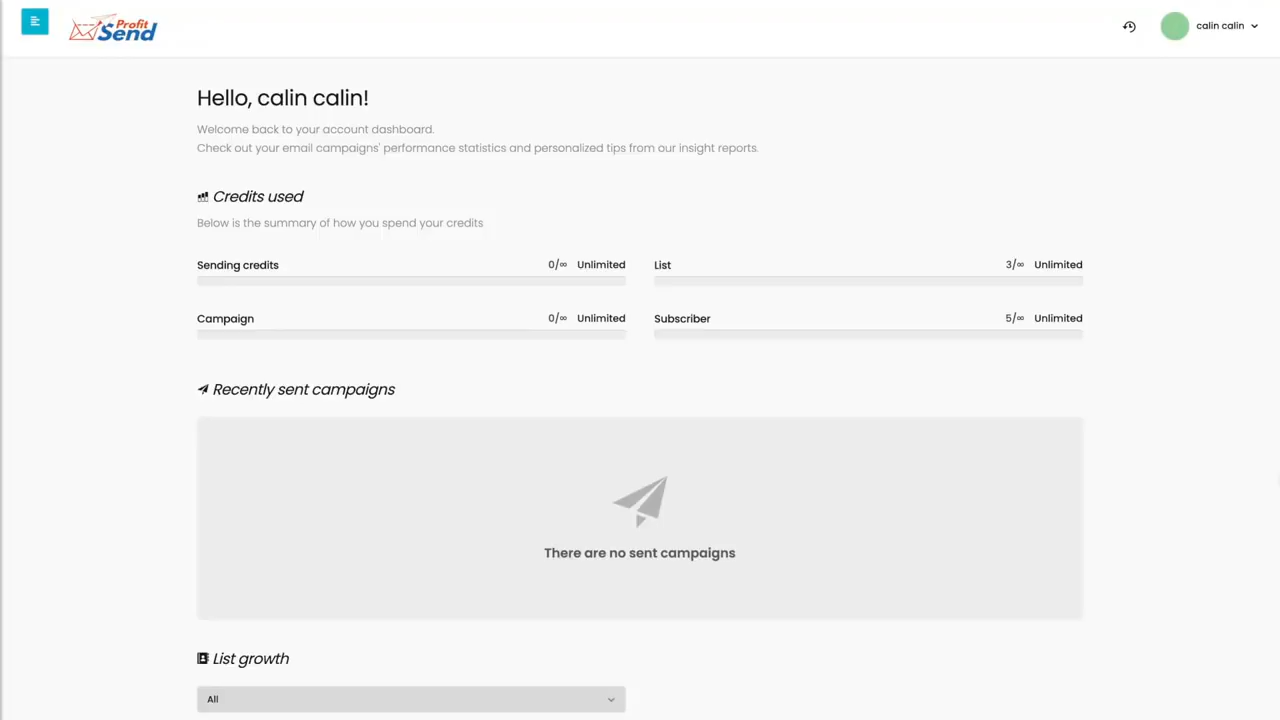 Profit
Send
calin calin
Hello, calin calin!
Welcome back to your account dashboard.
Check out your email campaigns' performance statistics and personalized tips from our insight reports.
Credits used
Below is the summary of how you spend your credits
Sending credits 0/∞ Unlimited
List 3/∞ Unlimited
Campaign 0/∞ Unlimited
Subscriber 5/∞ Unlimited
Recently sent campaigns
There are no sent campaigns
List growth
All